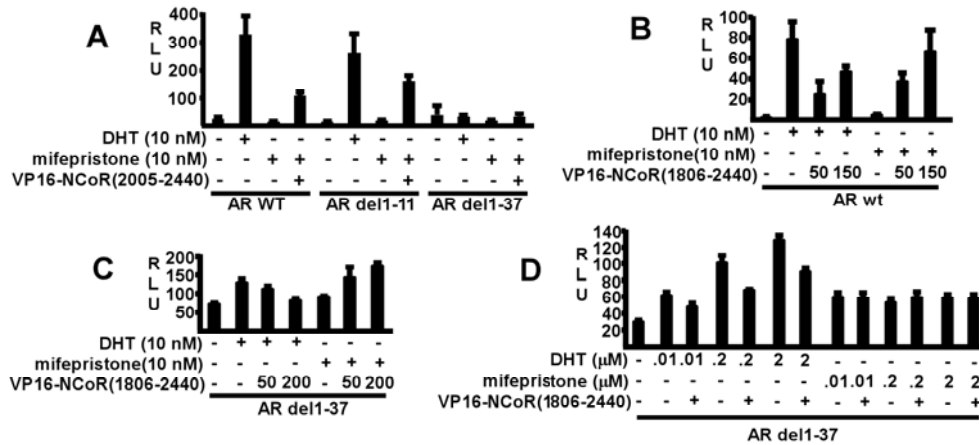 A
R
L
U
400
300
200
100
DHT (10 nM) - + - - - + - - - + - -
mifepristone (10 nM) - - + + - - + + - - + +
VP16-NCoR(2005-2440) - - - + - - - + - - - +
AR WT AR del1-11 AR del1-37
B
R
L
U
100
80
60
40
20
DHT (10 nM) - + + + - - -
mifepristone(10 nM) - - - - + + +
VP16-NCoR(1806-2440) - - 50 150 - 50 150
AR wt
C
R
L
U
200
150
100
50
DHT (10 nM) - + + + - - -
mifepristone(10 nM) - - - - + + +
VP16-NCoR(1806-2440) - - 50 200 - 50 200
AR del1-37
D
R
L
U
140
120
100
80
60
40
20
DHT (μM) - .01 .01 .2 .2 2 2 - - - - - -
mifepristone (μM) - - - - - - - .01 .01 .2 .2 2 2
VP16-NCoR(1806-2440) - - + - + - + - + - + - +
AR del1-37